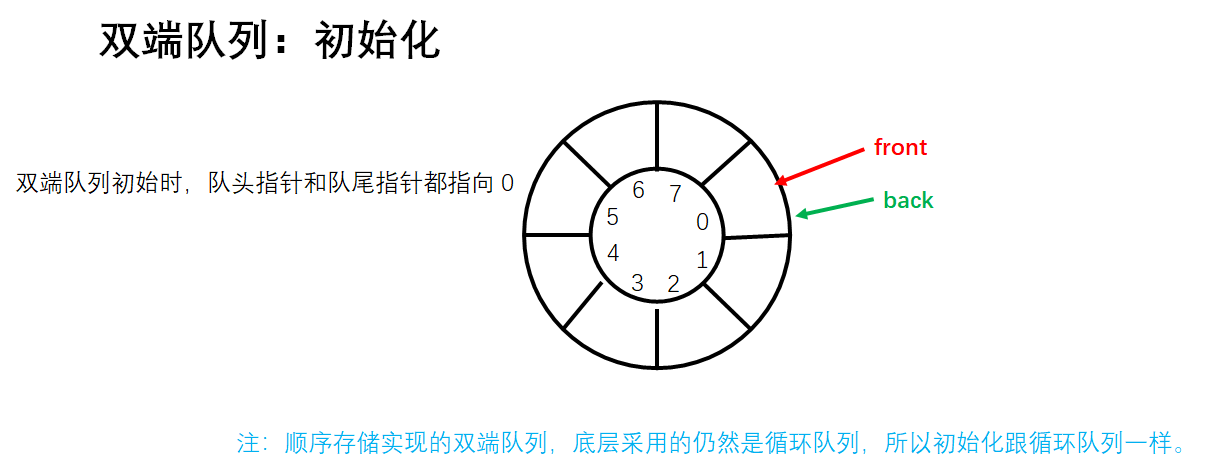 双端队列：初始化
front
双端队列初始时，队头指针和队尾指针都指向 0
back
6
7
5
0
4
1
3
2
注：顺序存储实现的双端队列，底层采用的仍然是循环队列，所以初始化跟循环队列一样。